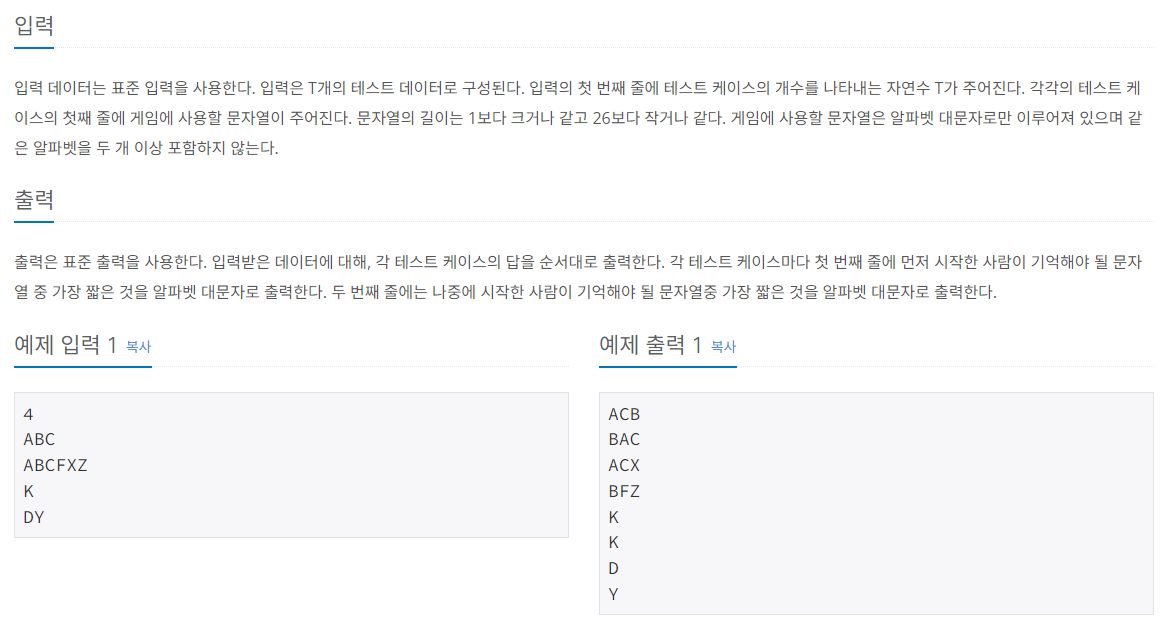 입력
입력 데이터는 표준 입력을 사용한다. 입력은 T개의 테스트 데이터로 구성된다. 입력의 첫 번째 줄에 테스트 케이스의 개수를 나타내는 자연수 T가 주어진다. 각각의 테스트 케
이스의 첫째 줄에 게임에 사용할 문자열이 주어진다. 문자열의 길이는 1보다 크거나 같고 26보다 작거나 같다. 게임에 사용할 문자열은 알파벳 대문자로만 이루어져 있으며 같
은 알파벳을 두 개 이상 포함하지 않는다.
출력
출력은 표준 출력을 사용한다. 입력받은 데이터에 대해, 각 테스트 케이스의 답을 순서대로 출력한다. 각 테스트 케이스마다 첫 번째 줄에 먼저 시작한 사람이 기억해야 될 문자
열 중 가장 짧은 것을 알파벳 대문자로 출력한다. 두 번째 줄에는 나중에 시작한 사람이 기억해야 될 문자열중 가장 짧은 것을 알파벳 대문자로 출력한다.
예제 입력 1 복사
4
ABC
ABCFXZ
K
DY
예제 출력 1 복사
ACB
BAC
ACX
BFZ
K
K
D
Y